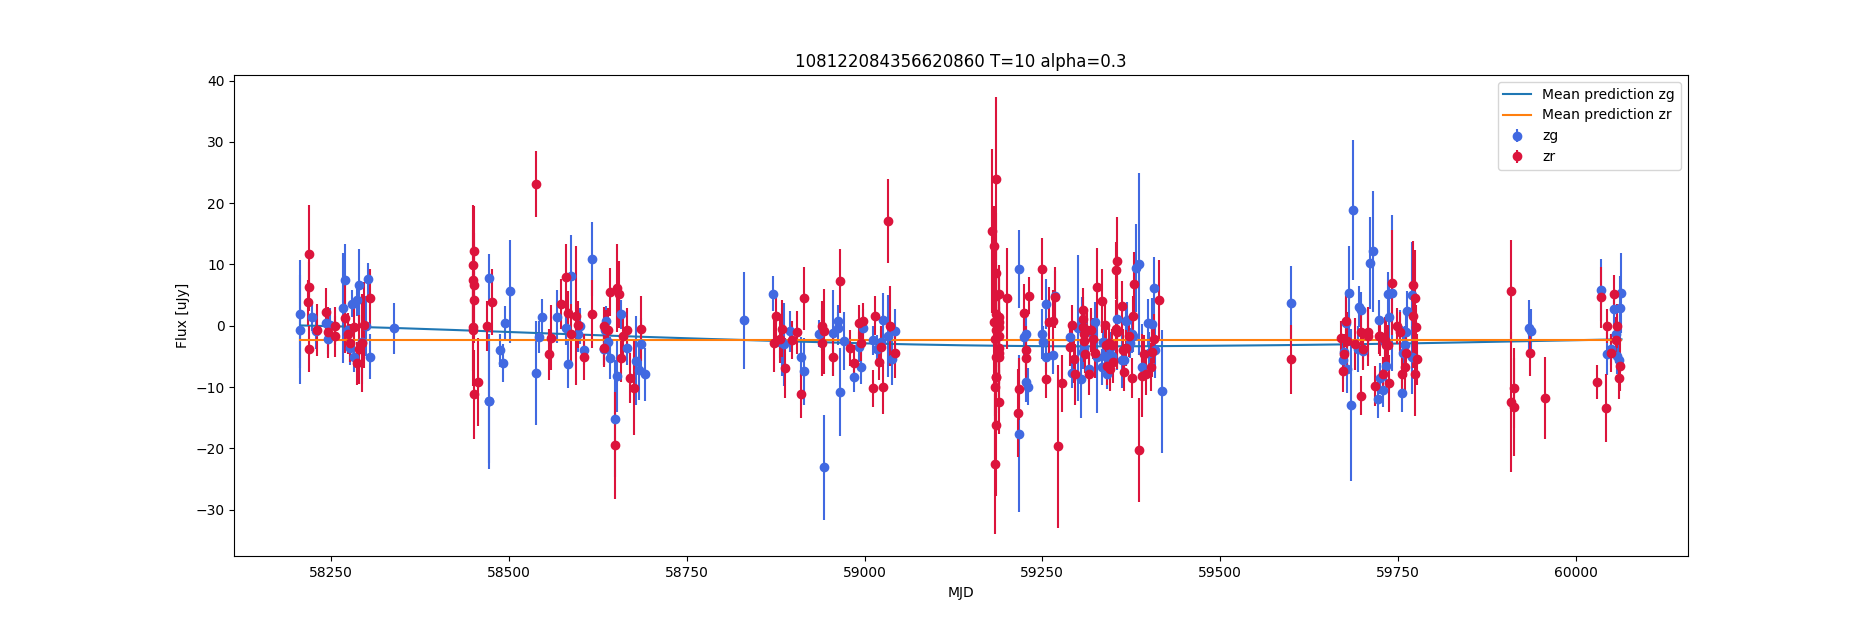 108122084356620860 T=10 alpha=0.3
Flux [uJy]
40
30
20
10
0
−10
−20
−30
Mean prediction zg
Mean prediction zr
zg
zr
58250 58500 58750 59000 59250 59500 59750 60000
MJD